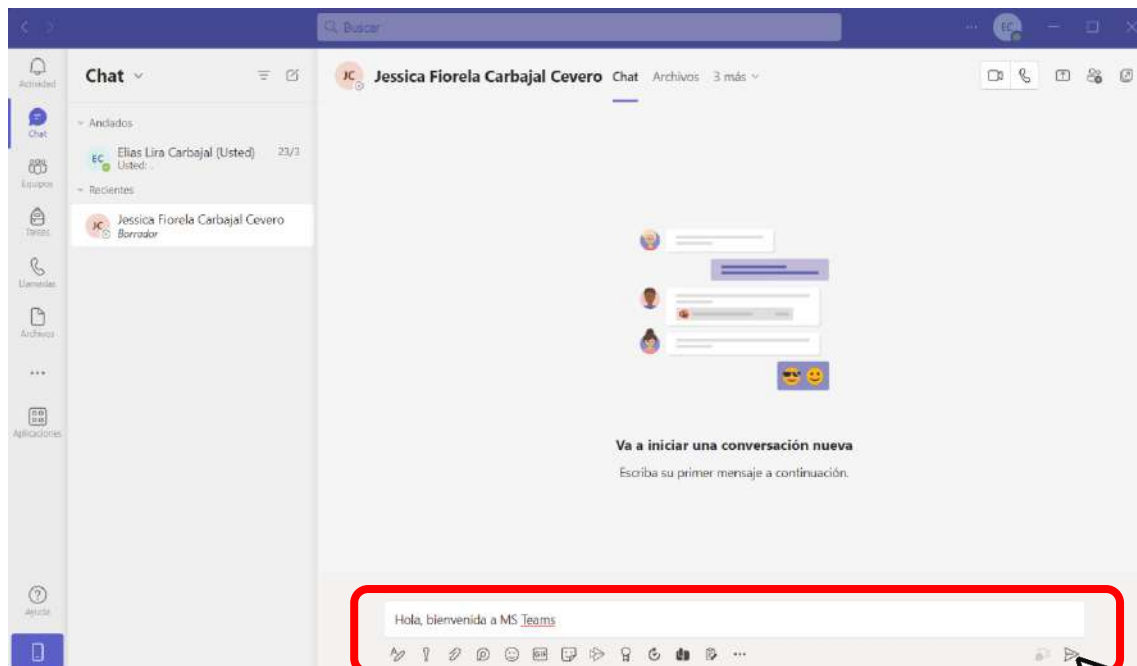 Buscar
EC
Actividad
Chat
Equipos
Tareas
Llamadas
Archivos
Aplicaciones
Ayuda
Chat
Anclados
EC
Elias Lira Carbajal (Usted) 23/3
Usted: ..
Recientes
JC
Jessica Fiorela Carbajal Cevero
Borrador
JC Jessica Fiorela Carbajal Cevero Chat Archivos 3 más
Va a iniciar una conversación nueva
Escriba su primer mensaje a continuación.
Hola, bienvenida a MS Teams
GIF